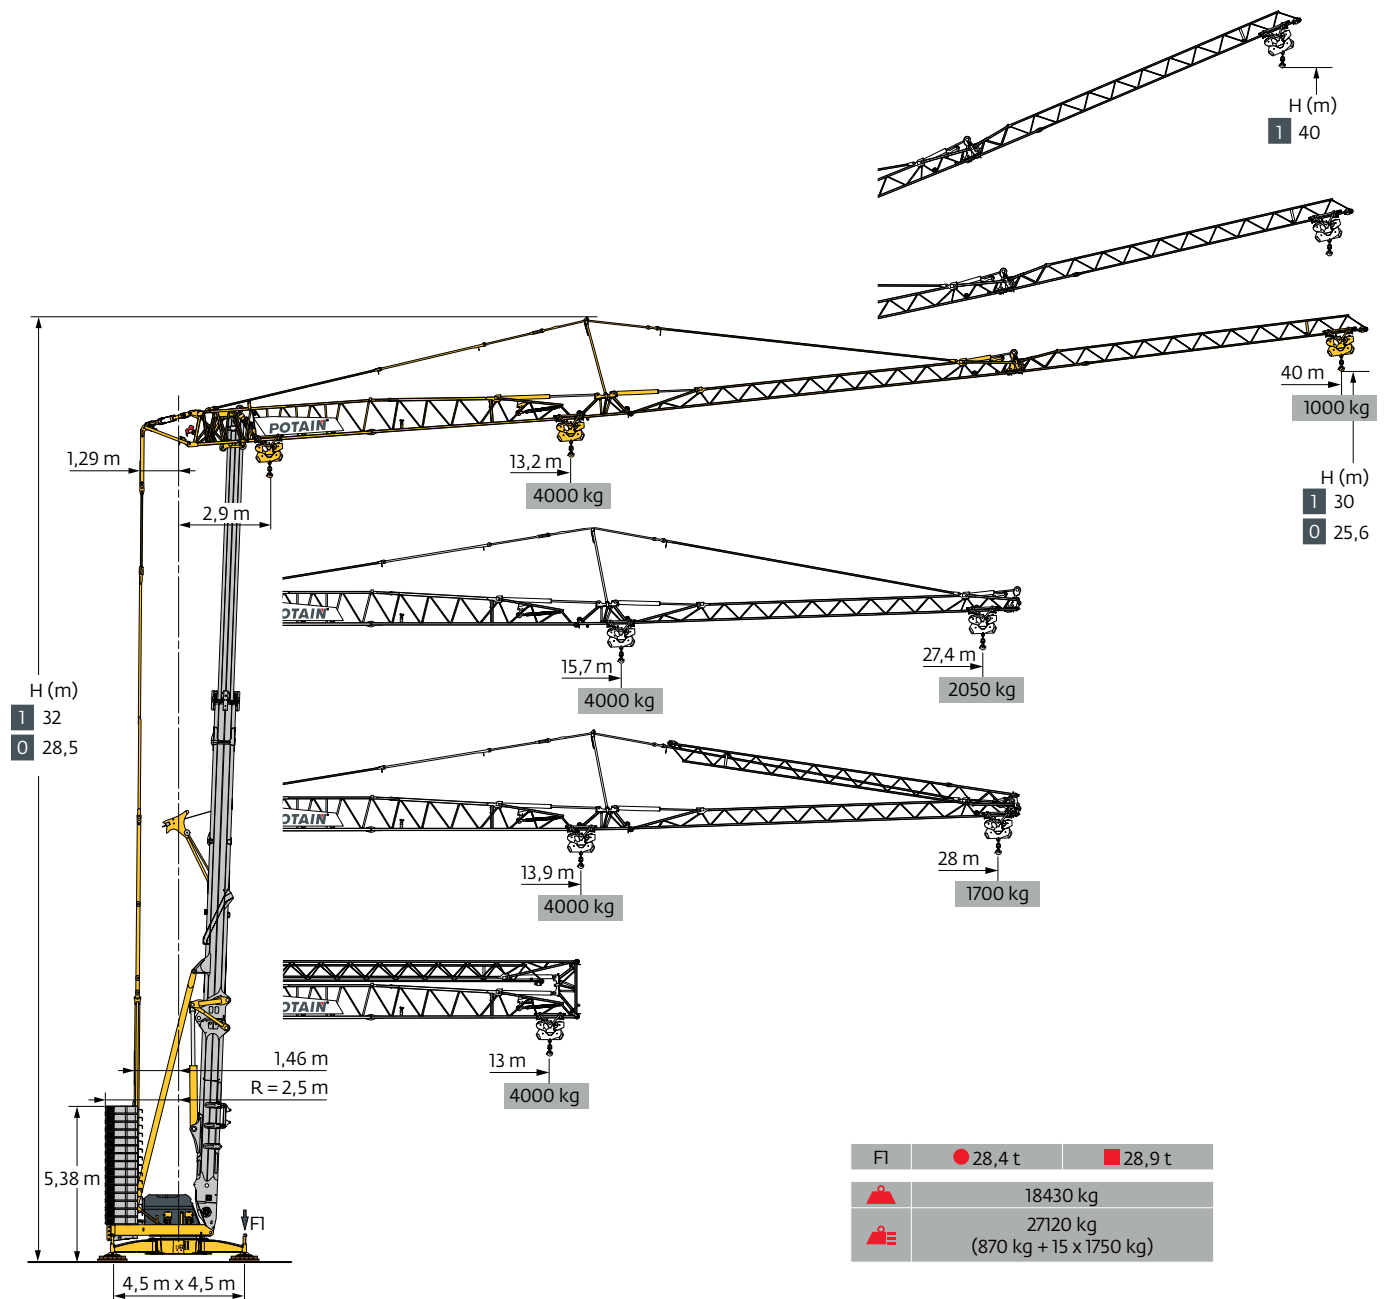 H (m)
1 40
40 m
1000 kg
H (m)
1 30
0 25,6
POTAIN
1,29 m
2,9 m
13,2 m
4000 kg
POTAIN
15,7 m
4000 kg
27,4 m
2050 kg
H (m)
1 32
0 28,5
POTAIN
13,9 m
4000 kg
28 m
1700 kg
POTAIN
13 m
4000 kg
1,46 m
R = 2,5 m
5,38 m
F1
4,5 m x 4,5 m
F1 28,4 t 28,9 t
18430 kg
27120 kg
(870 kg + 15 x 1750 kg)